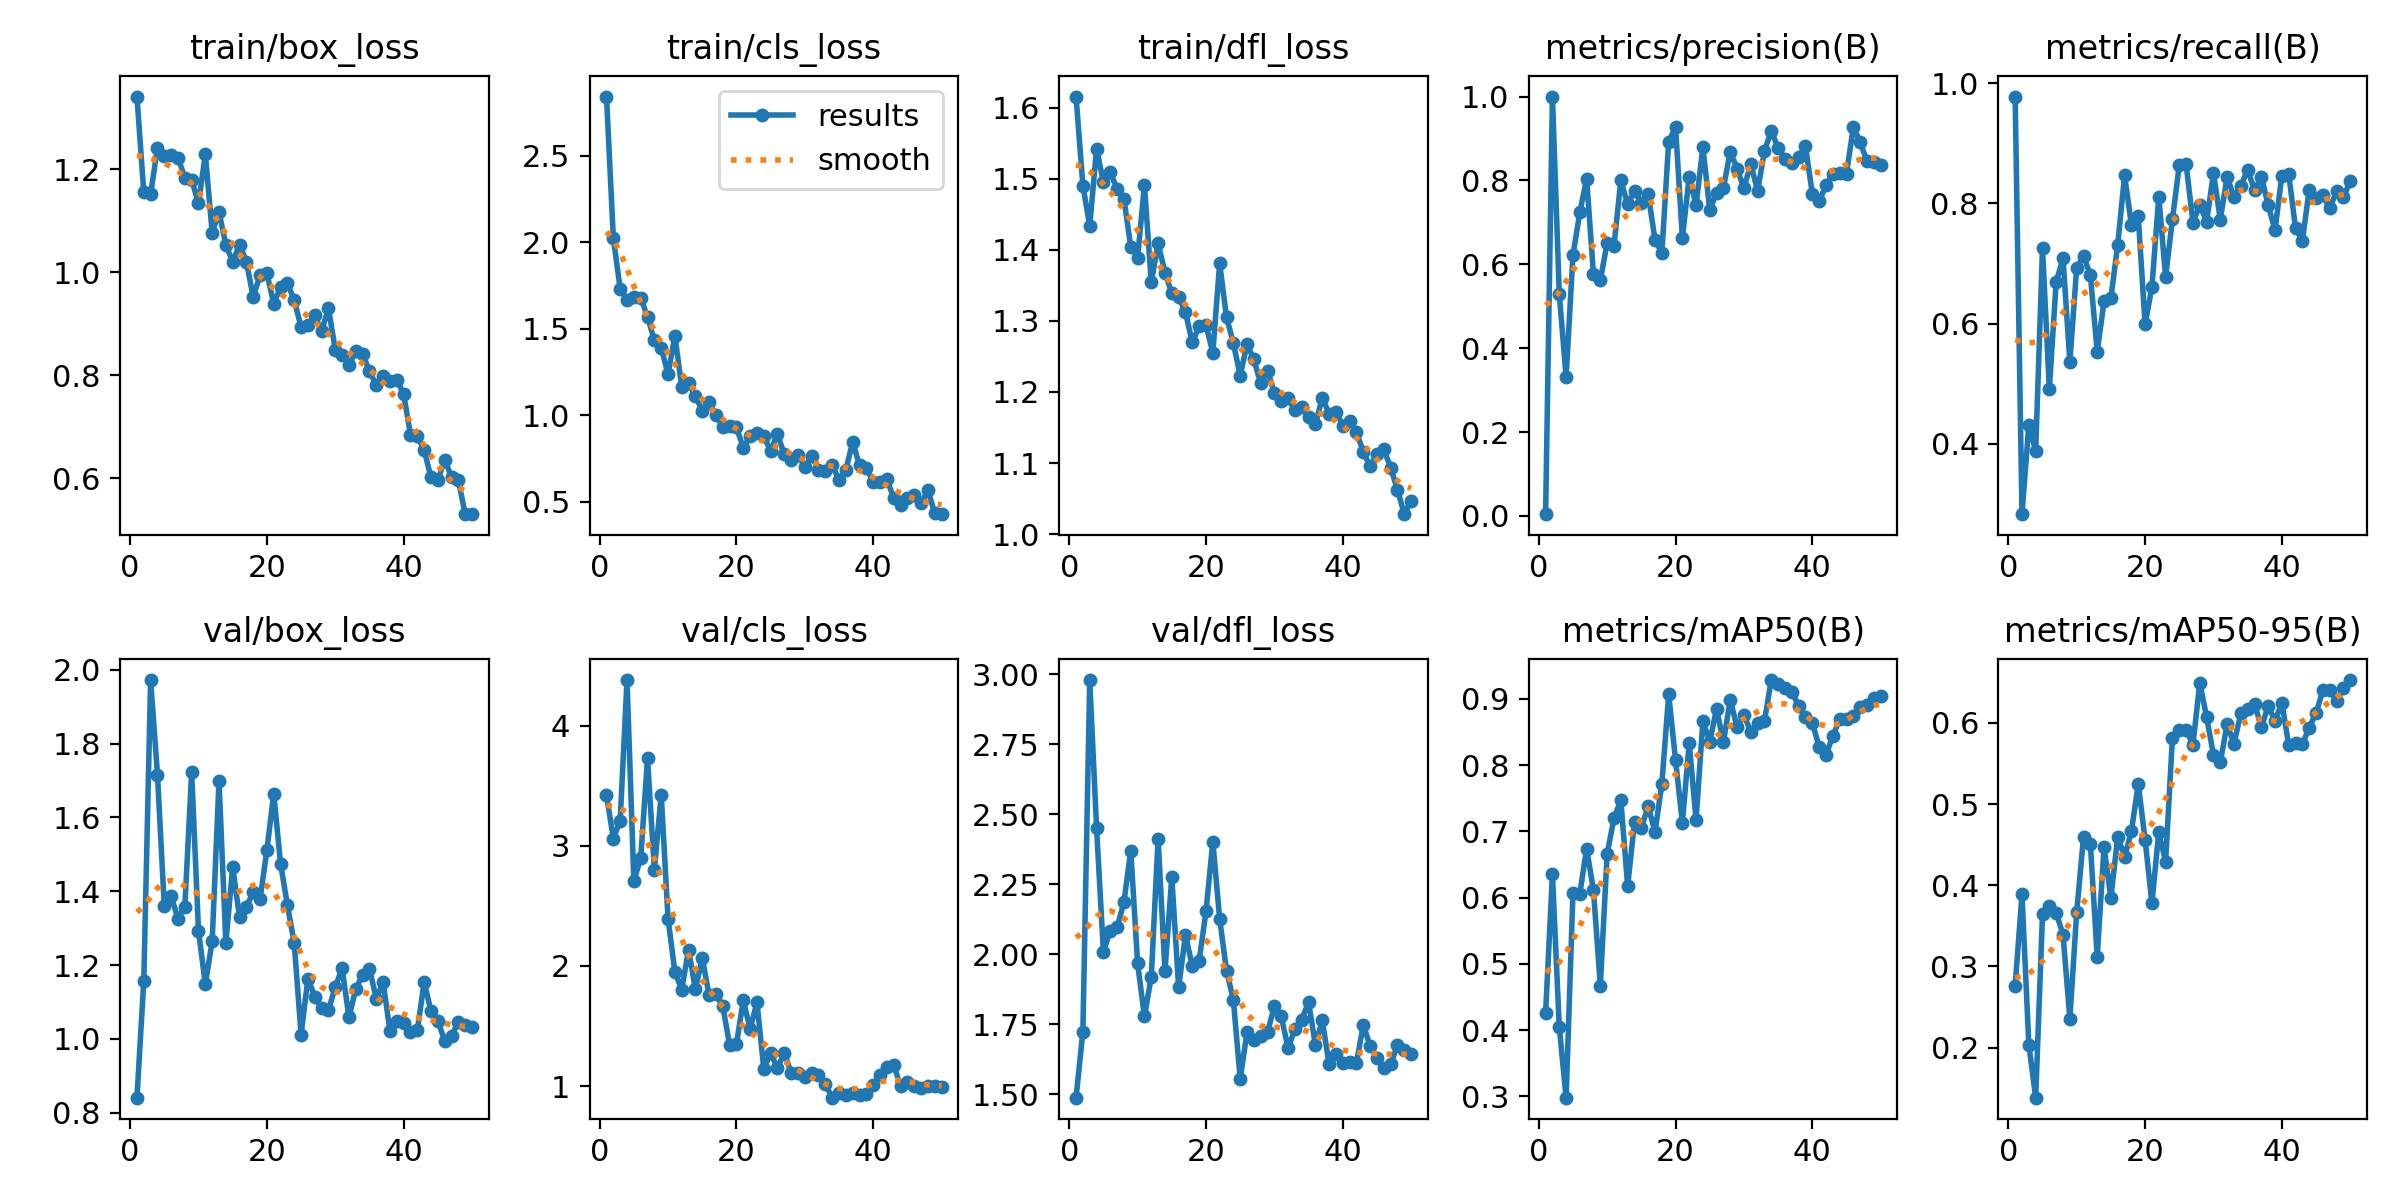 train/box_loss
train/cls_loss
train/dfl_loss
metrics/precision(B)
metrics/recall(B)
1.2
1.0
0.8
0.6
0 20 40
results
smooth
2.5
2.0
1.5
1.0
0.5
0 20 40
1.6
1.5
1.4
1.3
1.2
1.1
1.0
0 20 40
1.0
0.8
0.6
0.4
0.2
0.0
0 20 40
1.0
0.8
0.6
0.4
0 20 40
val/box_loss
val/cls_loss
val/dfl_loss
metrics/mAP50(B)
metrics/mAP50-95(B)
2.0
1.8
1.6
1.4
1.2
1.0
0.8
0 20 40
4
3
2
1
0 20 40
3.00
2.75
2.50
2.25
2.00
1.75
1.50
0 20 40
0.9
0.8
0.7
0.6
0.5
0.4
0.3
0 20 40
0.6
0.5
0.4
0.3
0.2
0 20 40